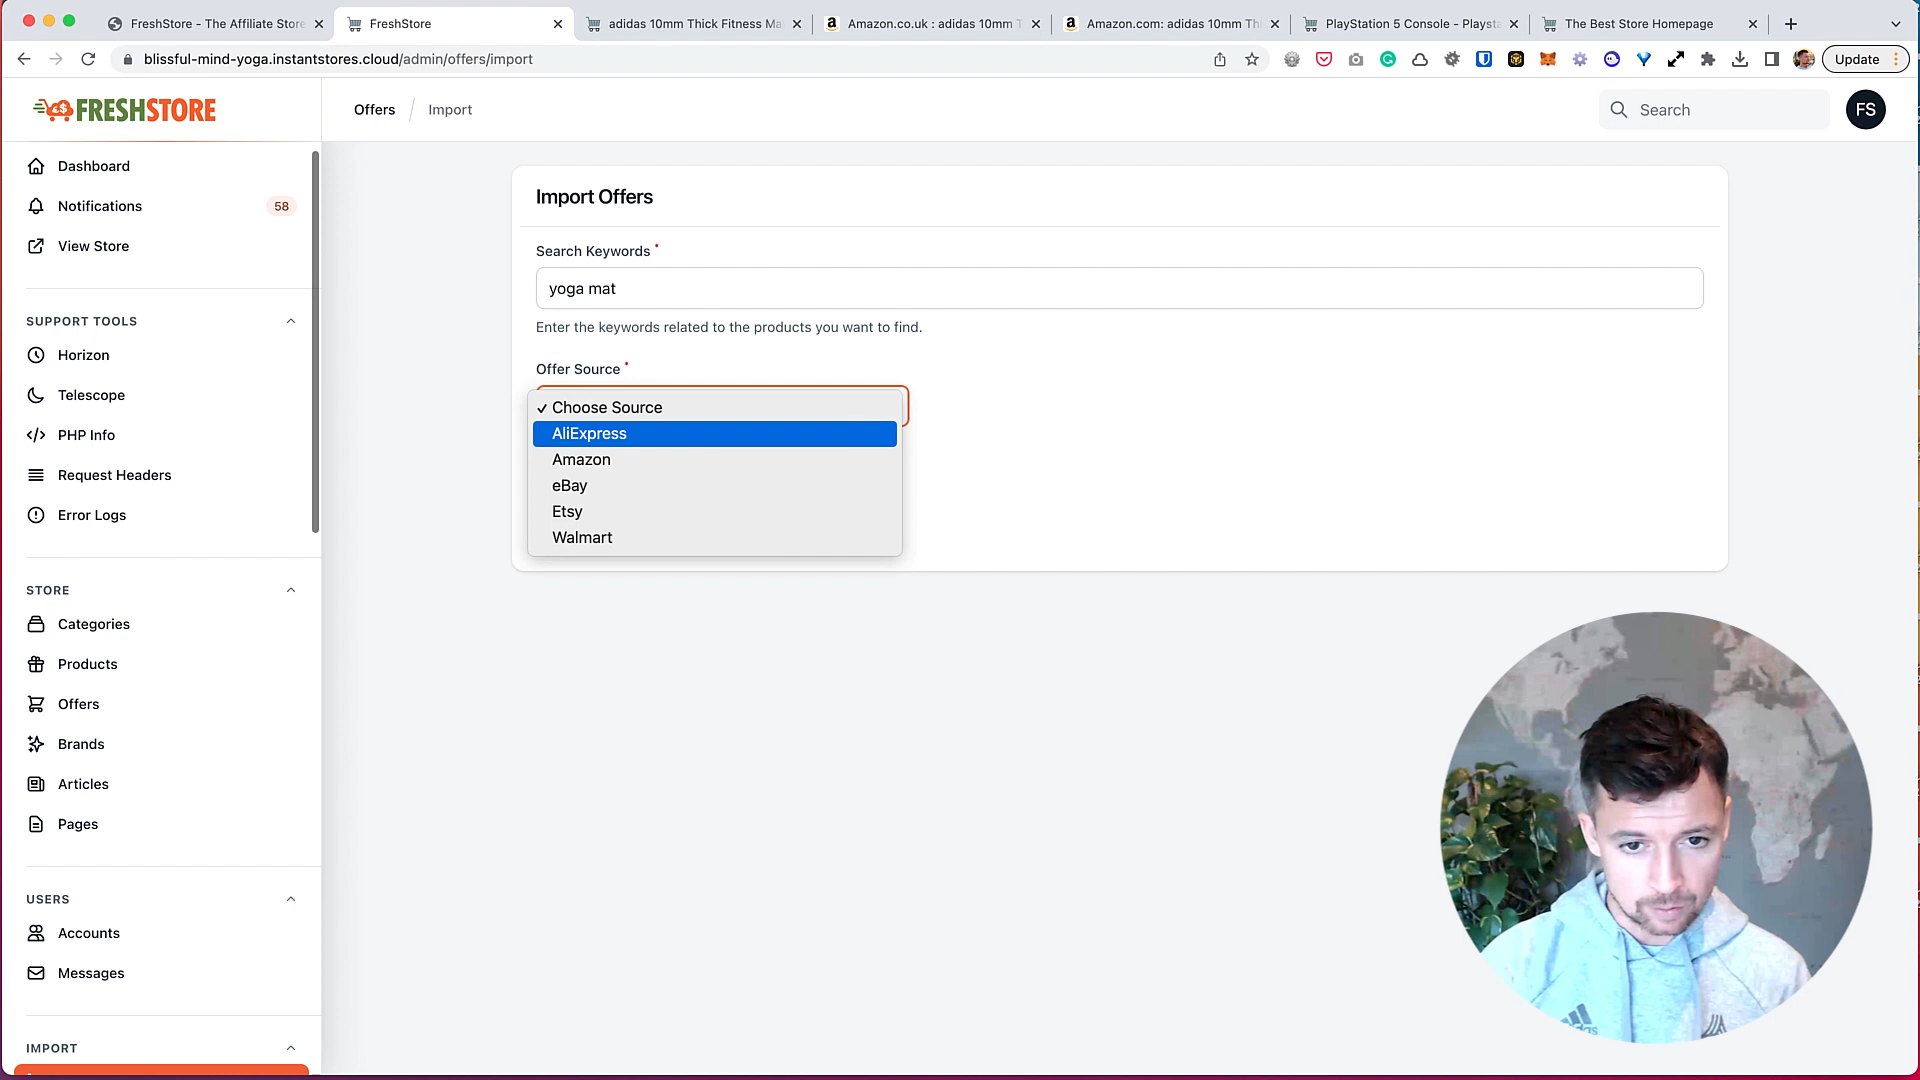 FreshStore - The Affiliate Store
FreshStore
adidas 10mm Thick Fitness Ma
Amazon.co.uk : adidas 10mm T
Amazon.com: adidas 10mm Thi
PlayStation 5 Console - Playsta
The Best Store Homepage
blissful-mind-yoga.instantstores.cloud/admin/offers/import
Update
FRESHSTORE
Offers
Import
Search
FS
Dashboard
Notifications
58
View Store
SUPPORT TOOLS
Horizon
Telescope
PHP Info
Request Headers
Error Logs
STORE
Categories
Products
Offers
Brands
Articles
Pages
USERS
Accounts
Messages
IMPORT
Import Offers
Search Keywords *
yoga mat
Enter the keywords related to the products you want to find.
Offer Source *
✓ Choose Source
AliExpress
Amazon
eBay
Etsy
Walmart